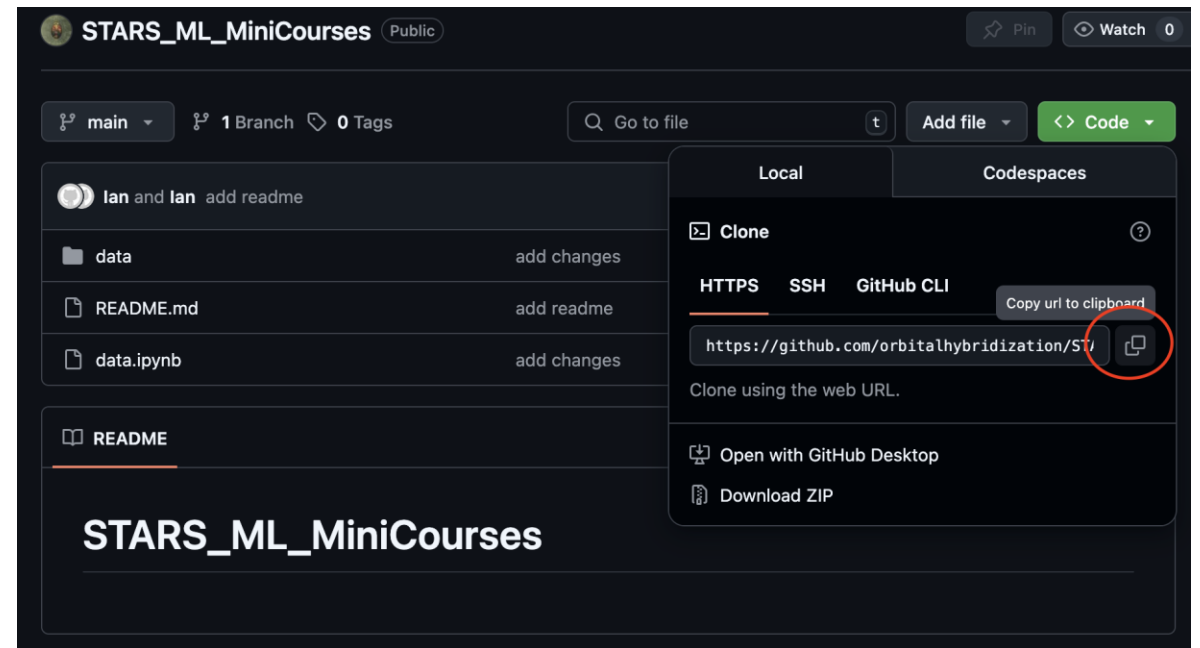 STARS_ML_MiniCourses Public Pin Watch 0
main 1 Branch 0 Tags Go to file t Add file <> Code
Local Codespaces
Ian and Ian add readme
Clone ?
data add changes
HTTPS SSH GitHub CLI
Copy url to clipboard
README.md add readme
https://github.com/orbitalhybridization/STA
data.ipynb add changes
Clone using the web URL.
README
Open with GitHub Desktop
Download ZIP
STARS_ML_MiniCourses